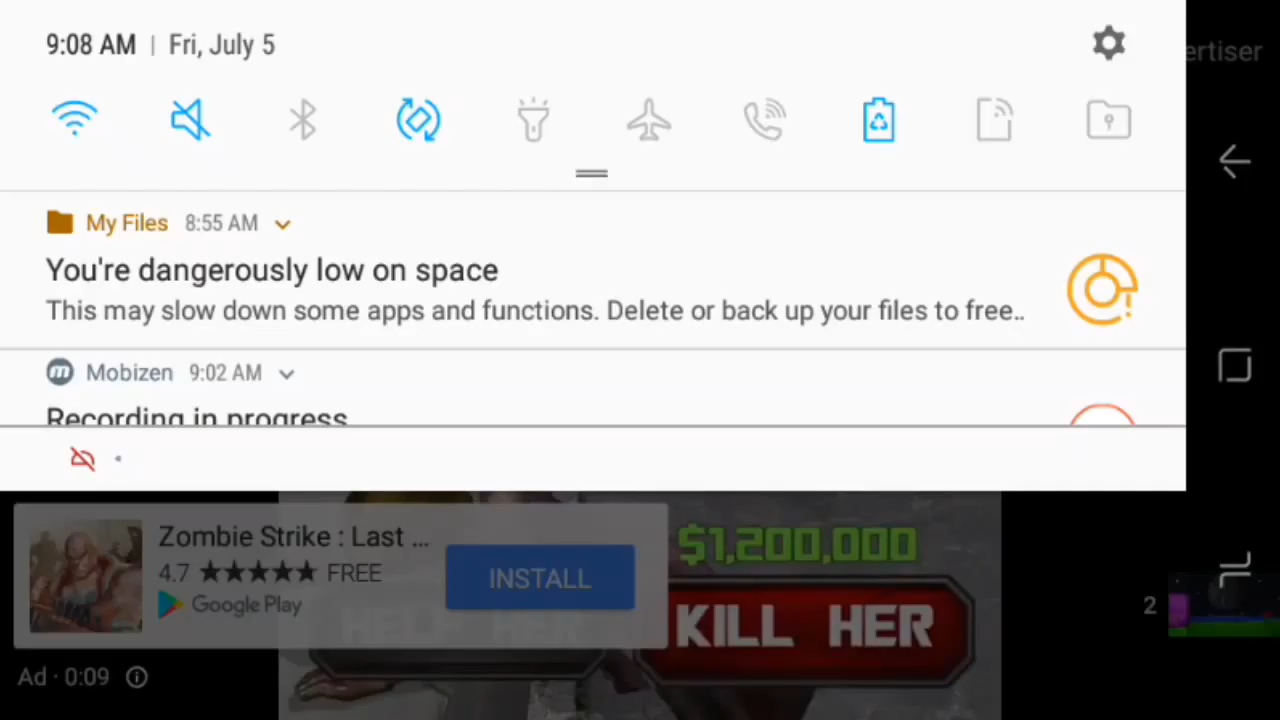 9:08 AM | Fri, July 5
ertiser
My Files 8:55 AM
You're dangerously low on space
This may slow down some apps and functions. Delete or back up your files to free..
Mobizen 9:02 AM
Recording in progress
Zombie Strike : Last ...
4.7 ★★★★★ FREE
Google Play
INSTALL
$1,200,000
HELP HER
KILL HER
2
Ad · 0:09